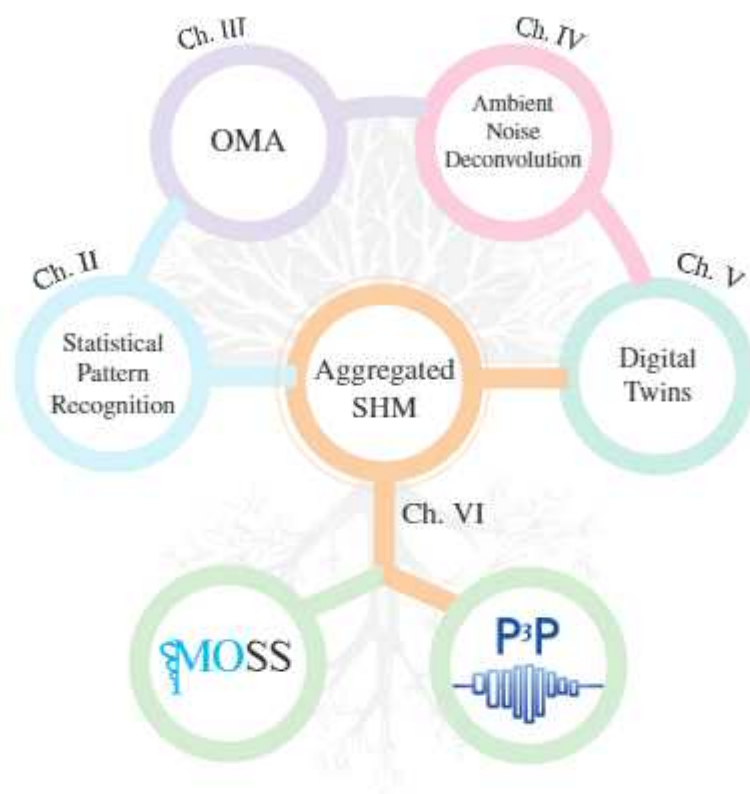 Ch. III
Ch. IV
OMA
Ambient
Noise
Deconvolution
Ch. II
Ch. V
Statistical
Pattern
Recognition
Aggregated
SHM
Digital
Twins
Ch. VI
MOSS
P³P